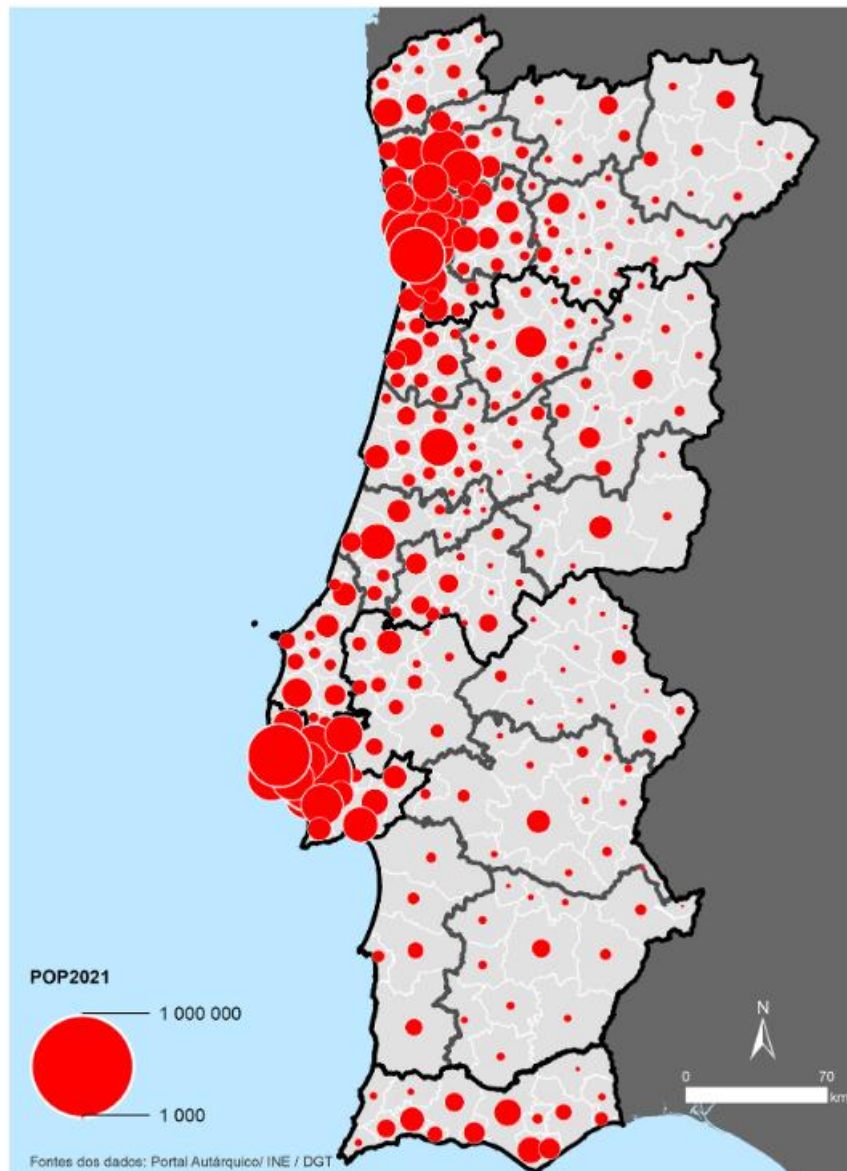 POP2021
1 000 000
1 000
N
0 70
km
Fontes dos dados: Portal Autárquico/ INE / DGT